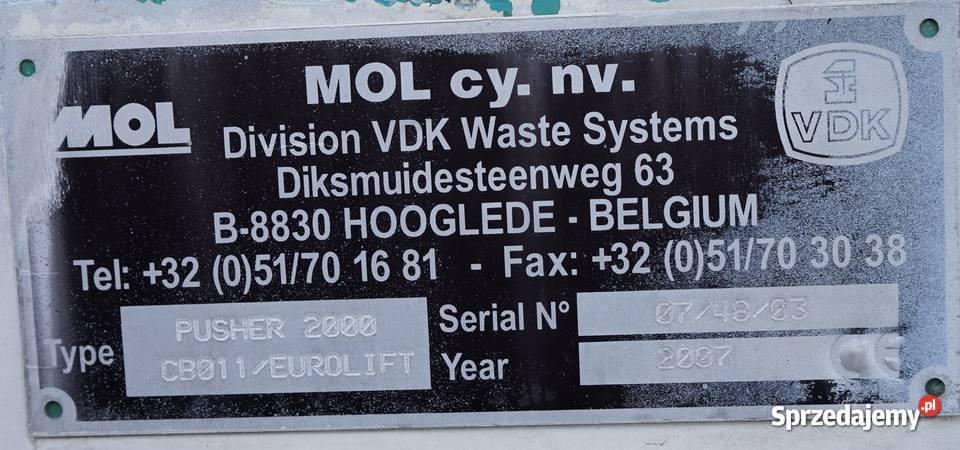 MOL cy. nv.
MOL
VDK
Division VDK Waste Systems
Diksmuidesteenweg 63
B-8830 HOOGLEDE - BELGIUM
Tel: +32 (0)51/70 16 81 - Fax: +32 (0)51/70 30 38
Type PUSHER 2000
CB011/EUROLIFT
Serial N° 07/48/03
Year 2007 CE
Sprzedajemy.pl